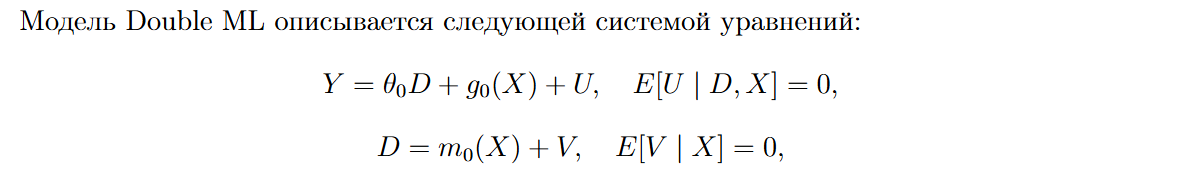 Модель Double ML описывается следующей системой уравнений:
Y = θ₀D + g₀(X) + U, E[U | D, X] = 0,
D = m₀(X) + V, E[V | X] = 0,